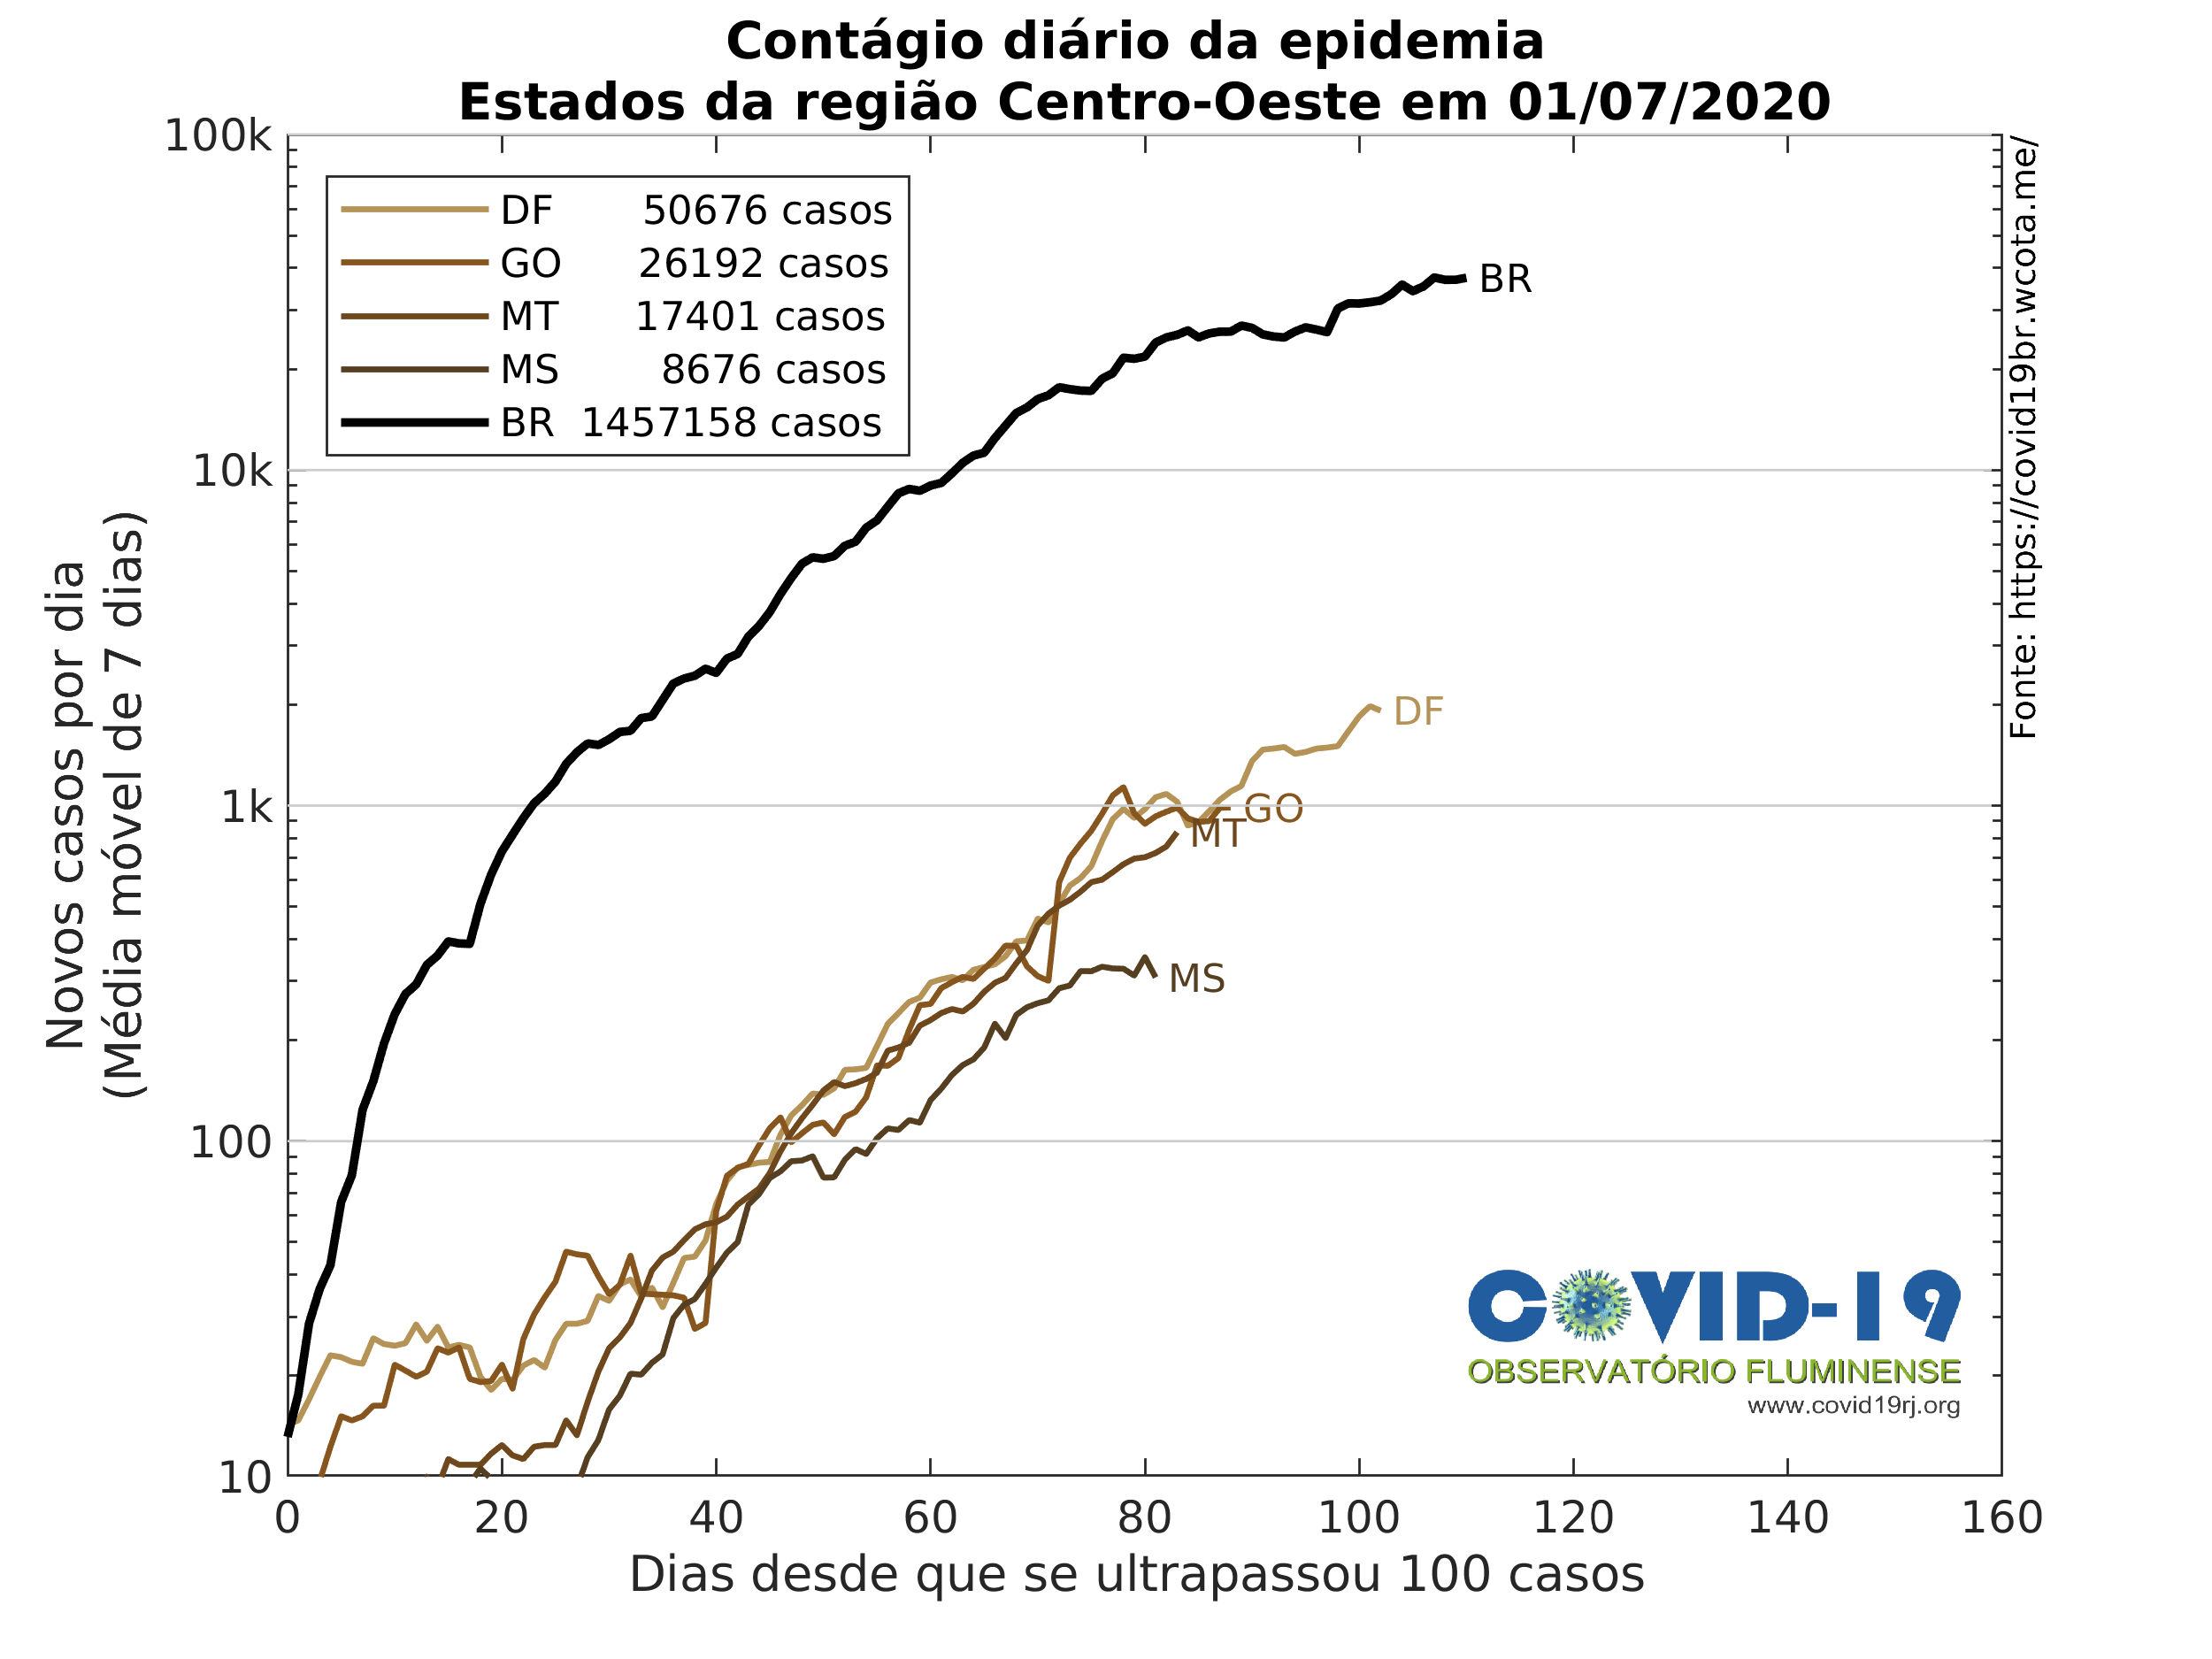 Contágio diário da epidemia
Estados da região Centro-Oeste em 01/07/2020
100k
10k
1k
100
10
Novos casos por dia
(Média móvel de 7 dias)
DF 50676 casos
GO 26192 casos
MT 17401 casos
MS 8676 casos
BR 1457158 casos
BR
DF
GO
MT
MS
Fonte: https://covid19br.wcota.me/
COVID-19
OBSERVATÓRIO FLUMINENSE
www.covid19rj.org
0 20 40 60 80 100 120 140 160
Dias desde que se ultrapassou 100 casos